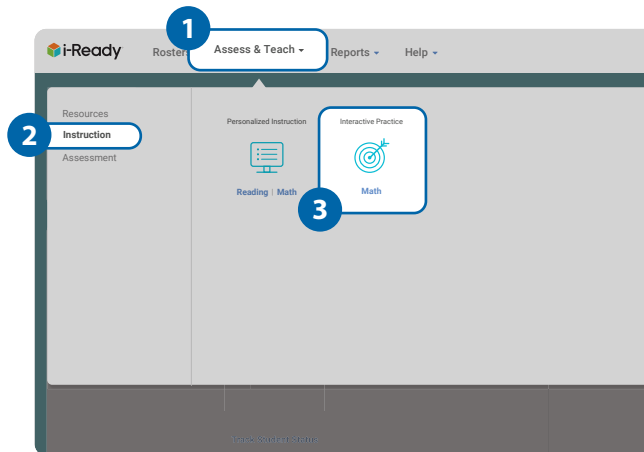 1
i-Ready Roster Assess & Teach Reports Help
2
Resources
Instruction
Assessment
Personalized Instruction
Reading | Math
Interactive Practice
Math
3